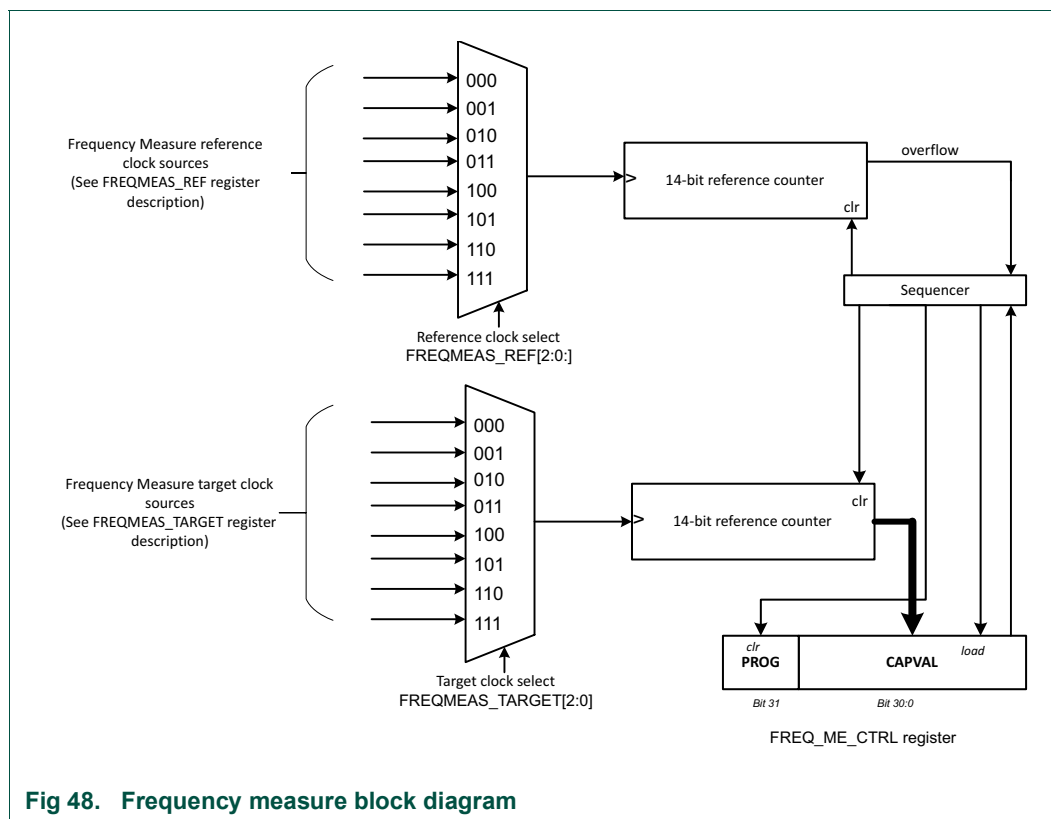 Frequency Measure reference
clock sources
(See FREQMEAS_REF register
description)
000
001
010
011
100
101
110
111
Reference clock select
FREQMEAS_REF[2:0:]
14-bit reference counter
clr
overflow
Sequencer
Frequency Measure target clock
sources
(See FREQMEAS_TARGET register
description)
000
001
010
011
100
101
110
111
Target clock select
FREQMEAS_TARGET[2:0]
14-bit reference counter
clr
clr
PROG
CAPVAL
load
Bit 31
Bit 30:0
FREQ_ME_CTRL register
Fig 48. Frequency measure block diagram